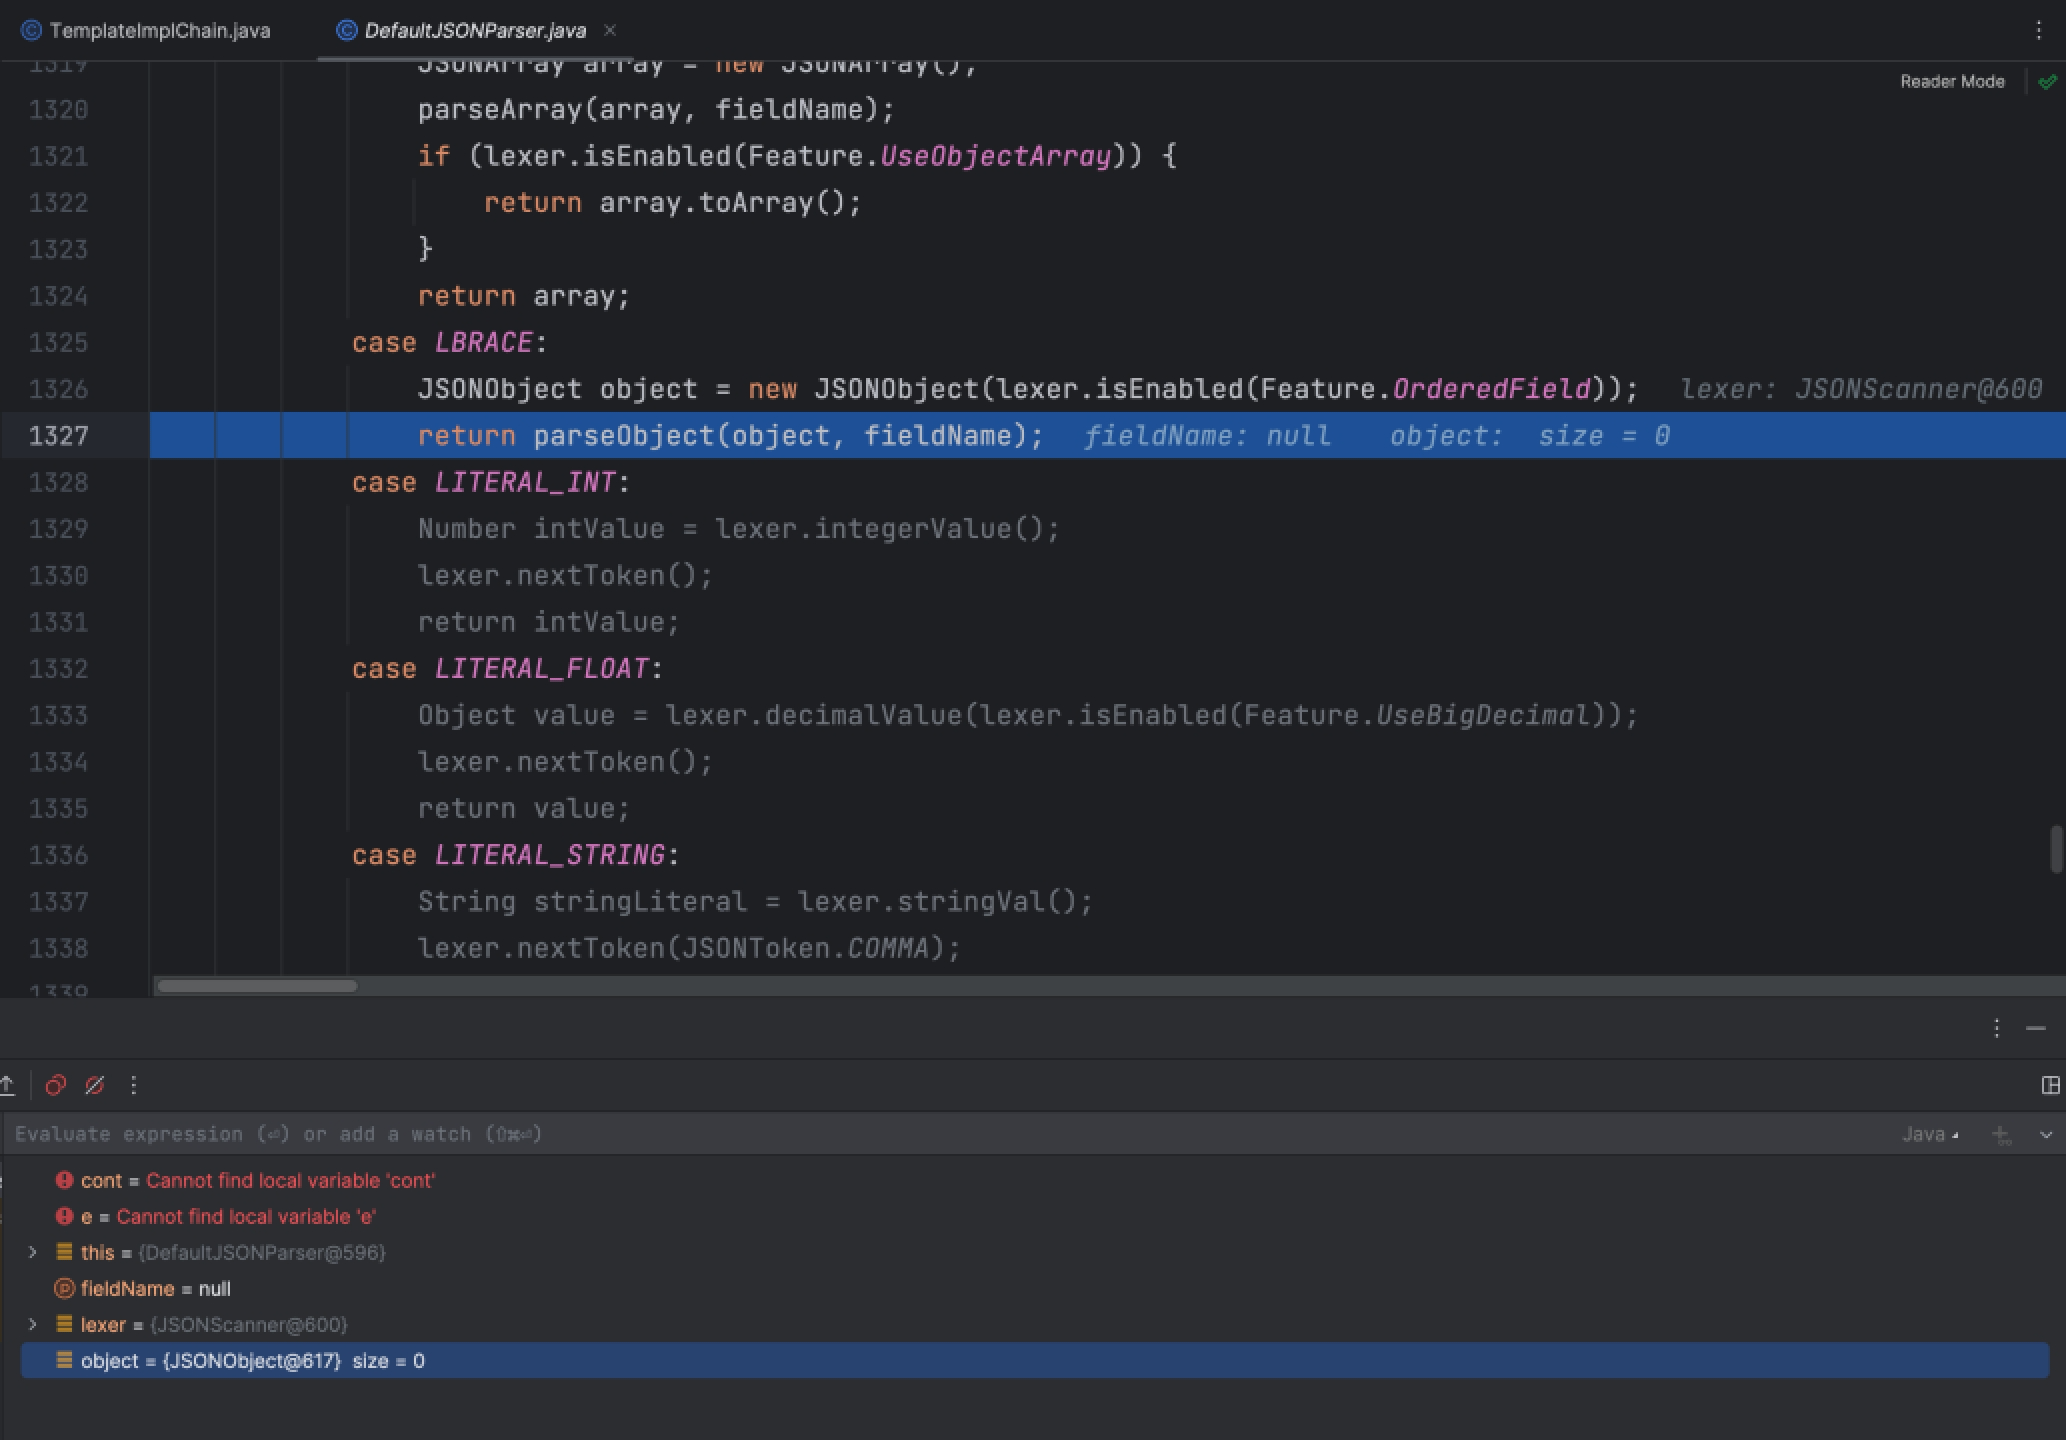 TemplateImplChain.java
DefaultJSONParser.java
Reader Mode
1319 JSONArray array = new JSONArray();
1320 parseArray(array, fieldName);
1321 if (lexer.isEnabled(Feature.UseObjectArray)) {
1322 return array.toArray();
1323 }
1324 return array;
1325 case LBRACE:
1326 JSONObject object = new JSONObject(lexer.isEnabled(Feature.OrderedField)); lexer: JSONScanner@600
1327 return parseObject(object, fieldName); fieldName: null object: size = 0
1328 case LITERAL_INT:
1329 Number intValue = lexer.integerValue();
1330 lexer.nextToken();
1331 return intValue;
1332 case LITERAL_FLOAT:
1333 Object value = lexer.decimalValue(lexer.isEnabled(Feature.UseBigDecimal));
1334 lexer.nextToken();
1335 return value;
1336 case LITERAL_STRING:
1337 String stringLiteral = lexer.stringVal();
1338 lexer.nextToken(JSONToken.COMMA);
1339
Evaluate expression (⏎) or add a watch (⇧⌘⏎)
Java
cont = Cannot find local variable 'cont'
e = Cannot find local variable 'e'
this = {DefaultJSONParser@596}
fieldName = null
lexer = {JSONScanner@600}
object = {JSONObject@617} size = 0